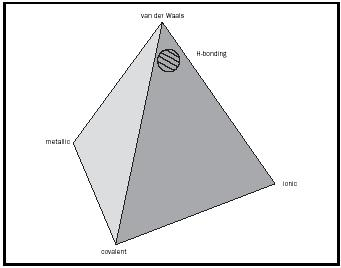 van der Waals
H-bonding
metallic
ionic
covalent